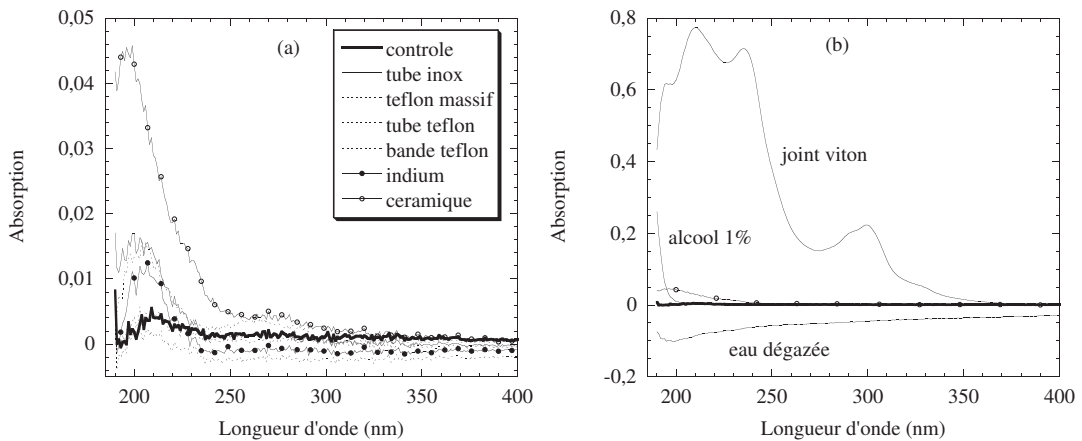 0,05
0,04
0,03
0,02
0,01
0
200
250
300
350
400
Absorption
Longueur d'onde (nm)
(a)
controle
tube inox
teflon massif
tube teflon
bande teflon
indium
ceramique
0,8
0,6
0,4
0,2
0
-0,2
200
250
300
350
400
Absorption
Longueur d'onde (nm)
(b)
joint viton
alcool 1%
eau dégazée